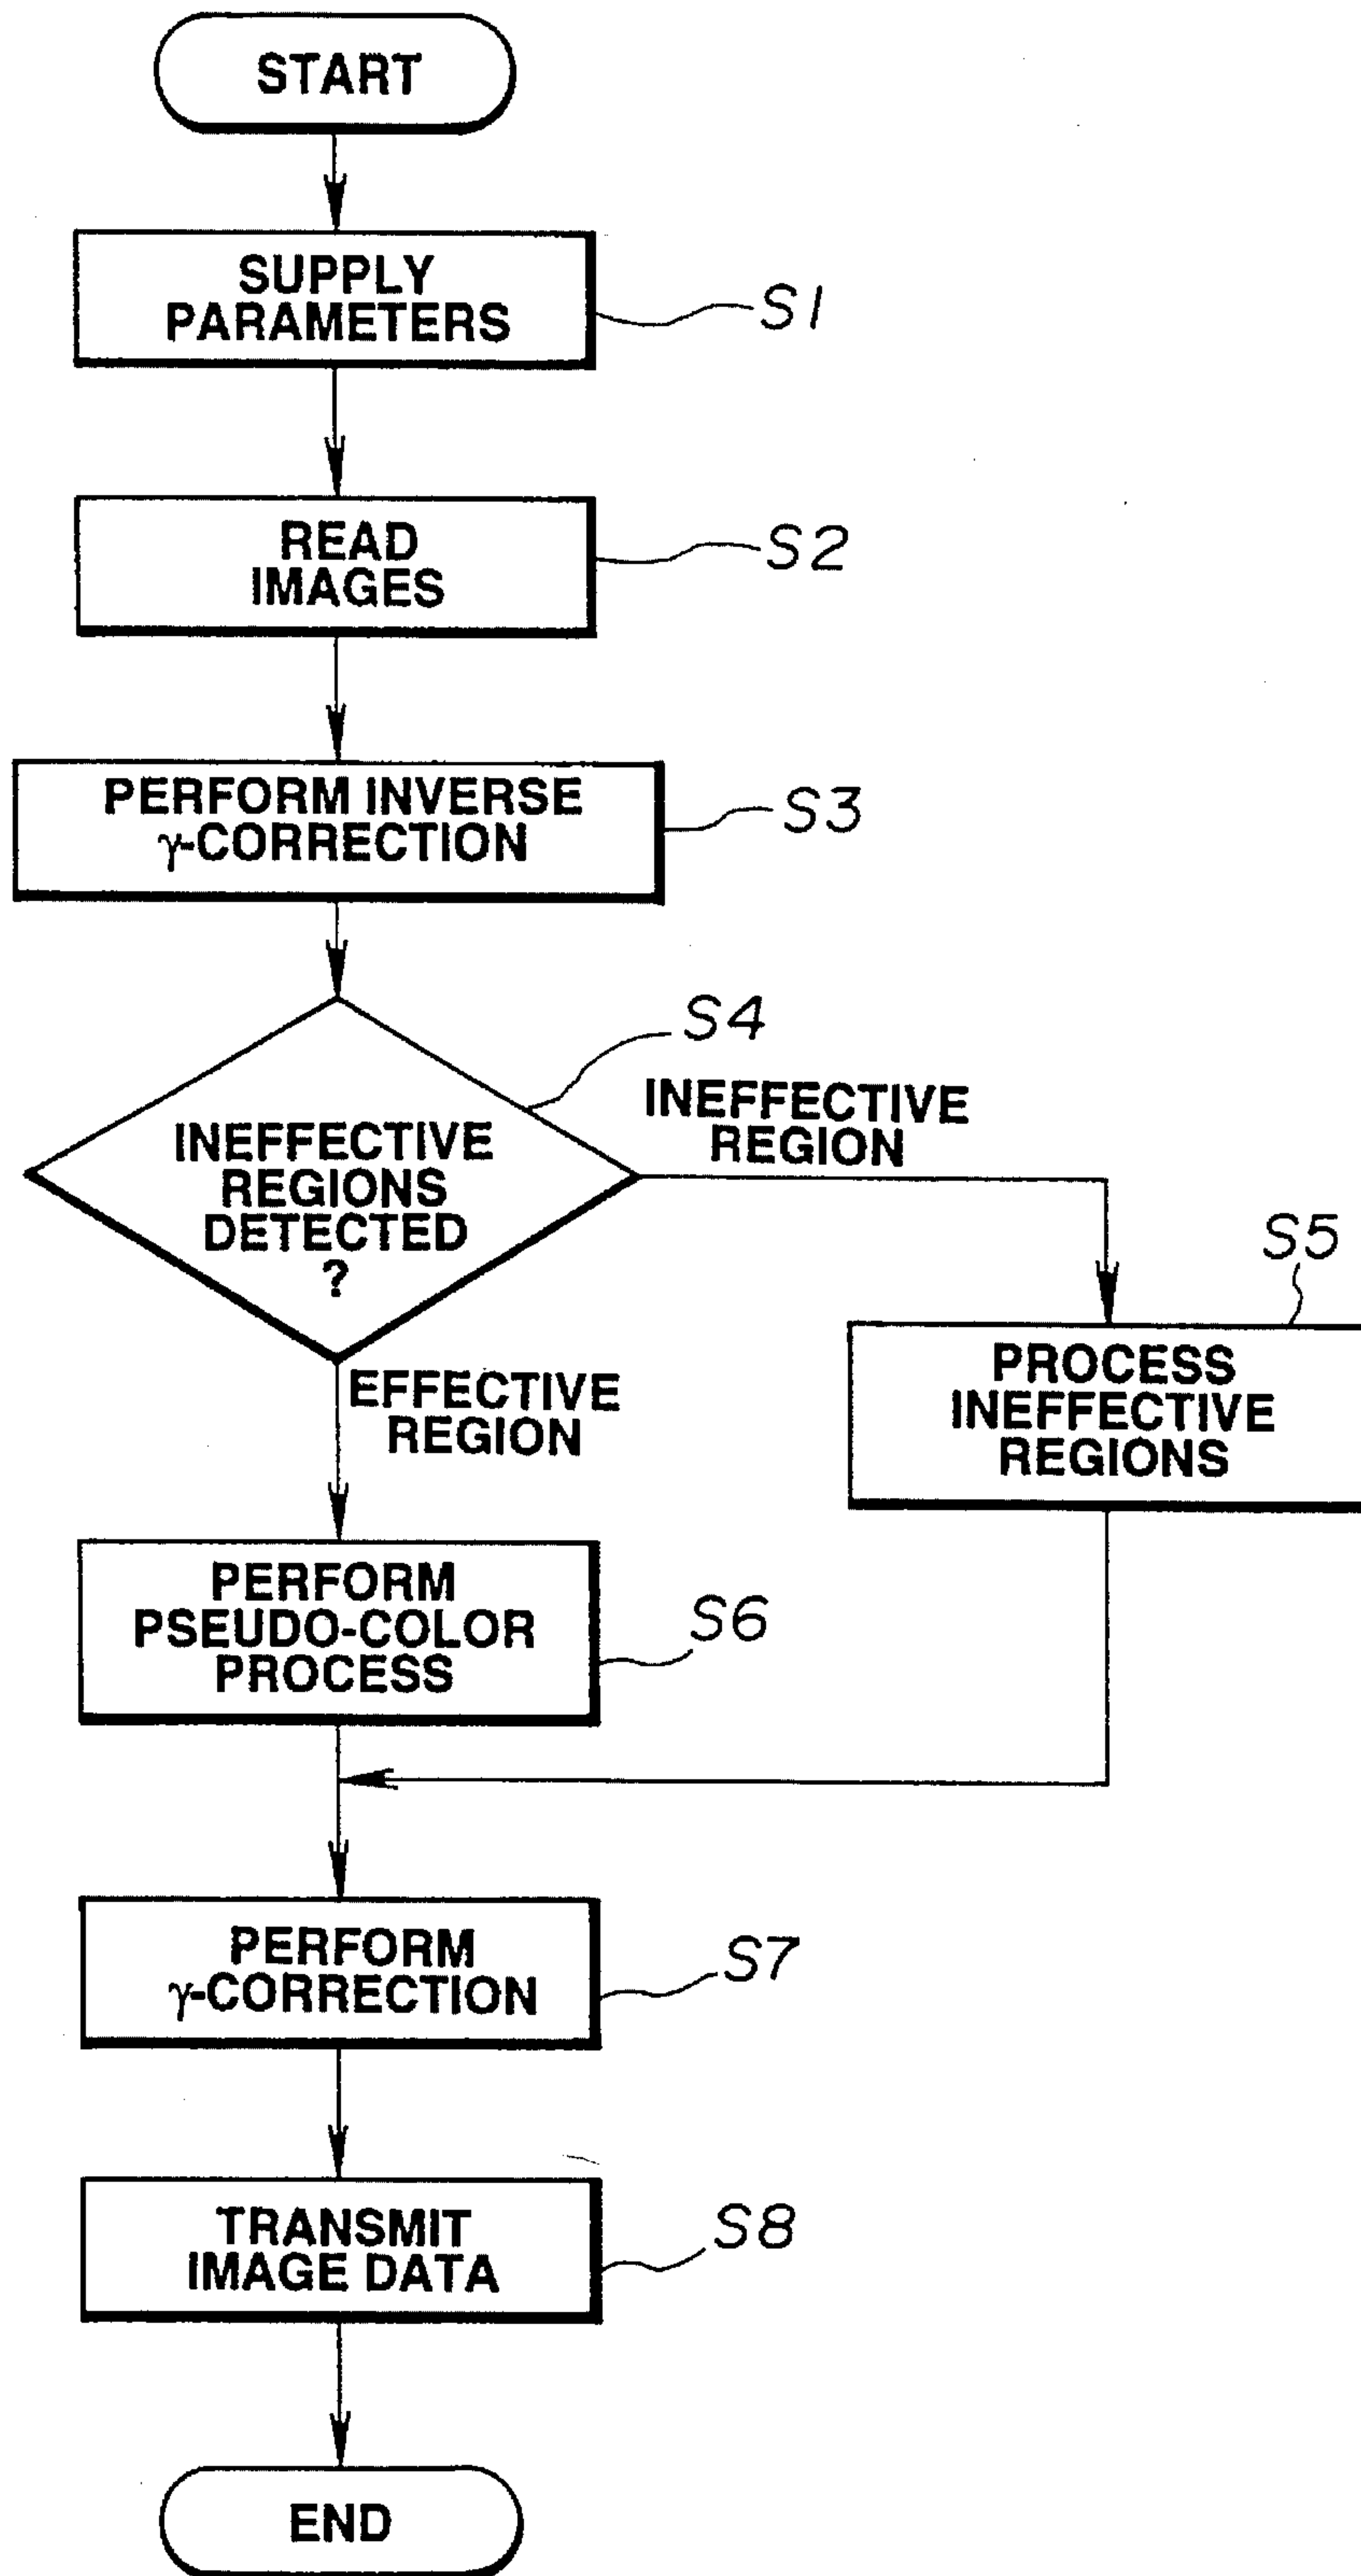 START
SUPPLY
PARAMETERS
S1
READ
IMAGES
S2
PERFORM INVERSE
γ-CORRECTION
S3
S4
INEFFECTIVE
REGIONS
DETECTED
?
INEFFECTIVE
REGION
S5
PROCESS
INEFFECTIVE
REGIONS
EFFECTIVE
REGION
PERFORM
PSEUDO-COLOR
PROCESS
S6
PERFORM
γ-CORRECTION
S7
TRANSMIT
IMAGE DATA
S8
END